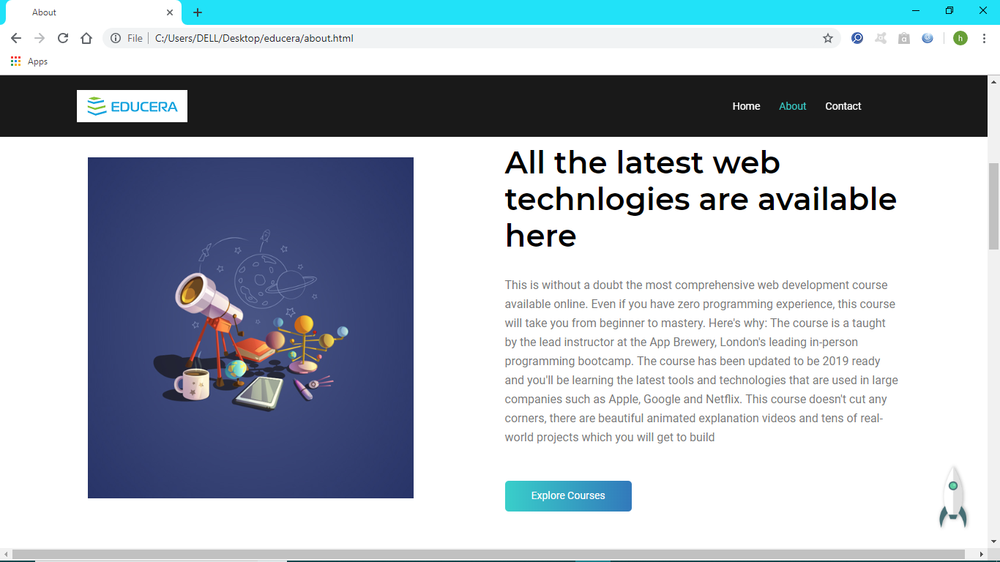 About
File
C:/Users/DELL/Desktop/educera/about.html
h
Apps
EDUCERA
Home About Contact
All the latest web
technlogies are available
here
This is without a doubt the most comprehensive web development course
available online. Even if you have zero programming experience, this course
will take you from beginner to mastery. Here's why: The course is a taught
by the lead instructor at the App Brewery, London's leading in-person
programming bootcamp. The course has been updated to be 2019 ready
and you'll be learning the latest tools and technologies that are used in large
companies such as Apple, Google and Netflix. This course doesn't cut any
corners, there are beautiful animated explanation videos and tens of real-
world projects which you will get to build
Explore Courses